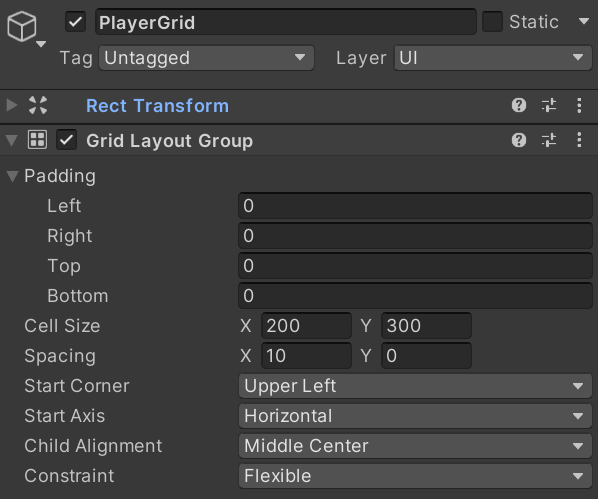 PlayerGrid Static
Tag Untagged Layer UI
Rect Transform
Grid Layout Group
Padding
Left 0
Right 0
Top 0
Bottom 0
Cell Size X 200 Y 300
Spacing X 10 Y 0
Start Corner Upper Left
Start Axis Horizontal
Child Alignment Middle Center
Constraint Flexible